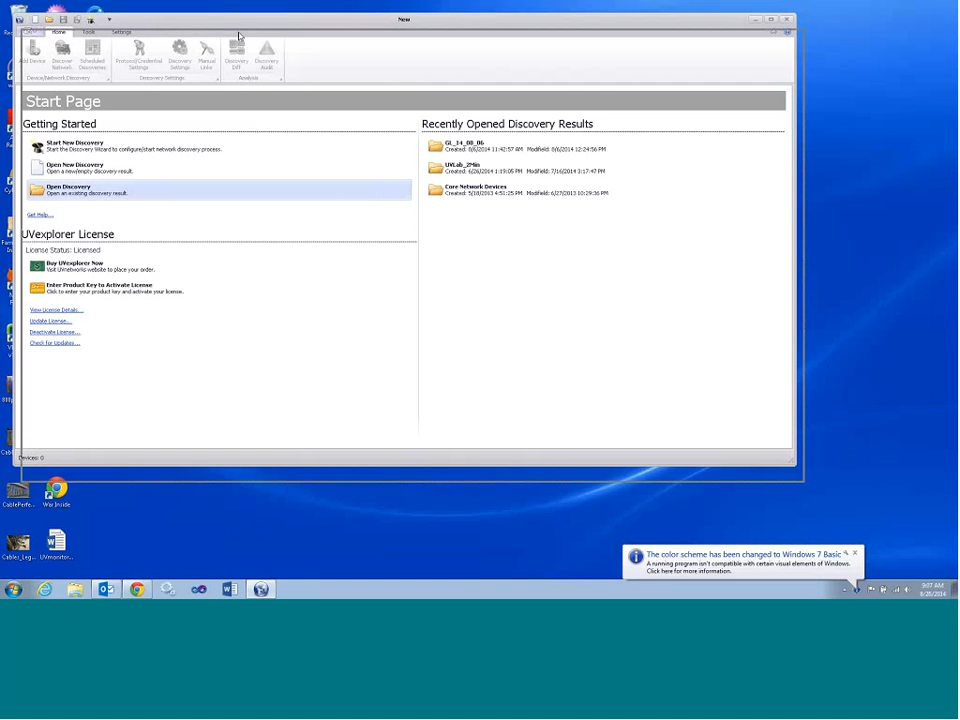 New
Home Tools Settings
Add Device
Discover Network
Scheduled Discoveries
Protocol/Credential Settings
Discovery Settings
Manual Links
Discovery Diff
Discovery Audit
Device/Network Discovery
Discovery Settings
Analysis
Start Page
Getting Started
Start New Discovery
Start the Discovery Wizard to configure/start network discovery process.
Open New Discovery
Open a new/empty discovery result.
Open Discovery
Open an existing discovery result.
Get Help...
Recently Opened Discovery Results
GL_14_08_06
Created: 8/6/2014 11:42:57 AM Modified: 8/6/2014 12:24:56 PM
UVLab_2Min
Created: 6/26/2014 1:19:05 PM Modified: 7/16/2014 3:17:47 PM
Core Network Devices
Created: 5/18/2013 4:51:25 PM Modified: 6/27/2013 10:29:36 PM
UVexplorer License
License Status: Licensed
Buy UVexplorer Now
Visit UVnetworks website to place your order.
Enter Product Key to Activate License
Click to enter your product key and activate your license.
View License Details...
Update License...
Deactivate License...
Check for Updates...
Devices: 0
CablePerfe... War Inside
Cables_Leg... UVmonitor...
The color scheme has been changed to Windows 7 Basic
A running program isn't compatible with certain visual elements of Windows.
Click here for more information.
9:07 AM
8/20/2014